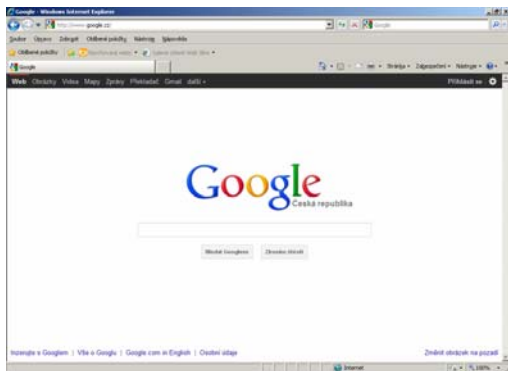 Google - Windows Internet Explorer
google.cz
Google
Soubor Úpravy Zobrazit Oblíbené položky Nástroje Nápověda
Oblíbené položky
Google
Stránka Zabezpečení Nástroje
Web Obrázky Videa Mapy Zprávy Překladač Gmail další
Přihlásit se
Google
Česká republika
Hledat Googlem Zkusím štěstí
Inzerujte s Googlem | Vše o Googlu | Google.com in English | Osobní údaje
Změnit obrázek na pozadí
Internet 100%